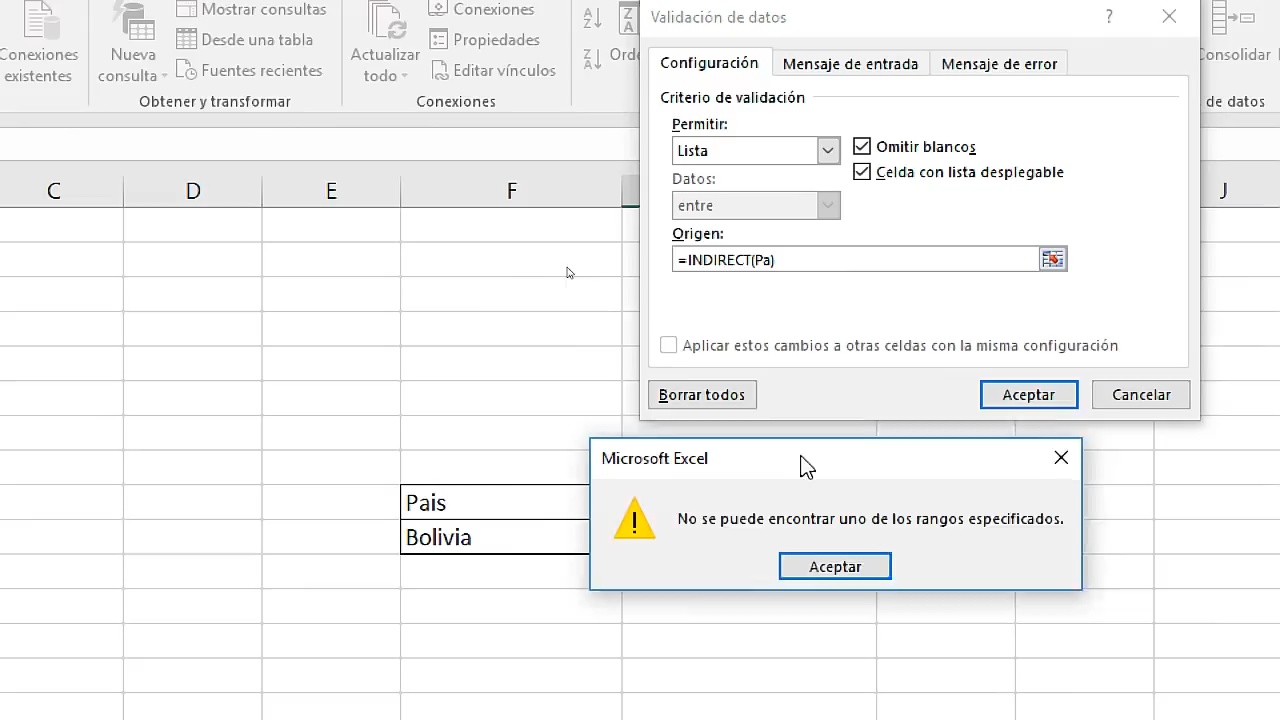 Conexiones
existentes
Nueva
consulta
Mostrar consultas
Desde una tabla
Fuentes recientes
Obtener y transformar
Actualizar
todo
Conexiones
Propiedades
Editar vínculos
Conexiones
Validación de datos
?
Configuración
Mensaje de entrada
Mensaje de error
Criterio de validación
Permitir:
Lista
Omitir blancos
Celda con lista desplegable
Datos:
entre
Origen:
=INDIRECT(Pa)
Aplicar estos cambios a otras celdas con la misma configuración
Borrar todos
Aceptar
Cancelar
de datos
C D E F J
Microsoft Excel
No se puede encontrar uno de los rangos especificados.
Aceptar
Pais
Bolivia